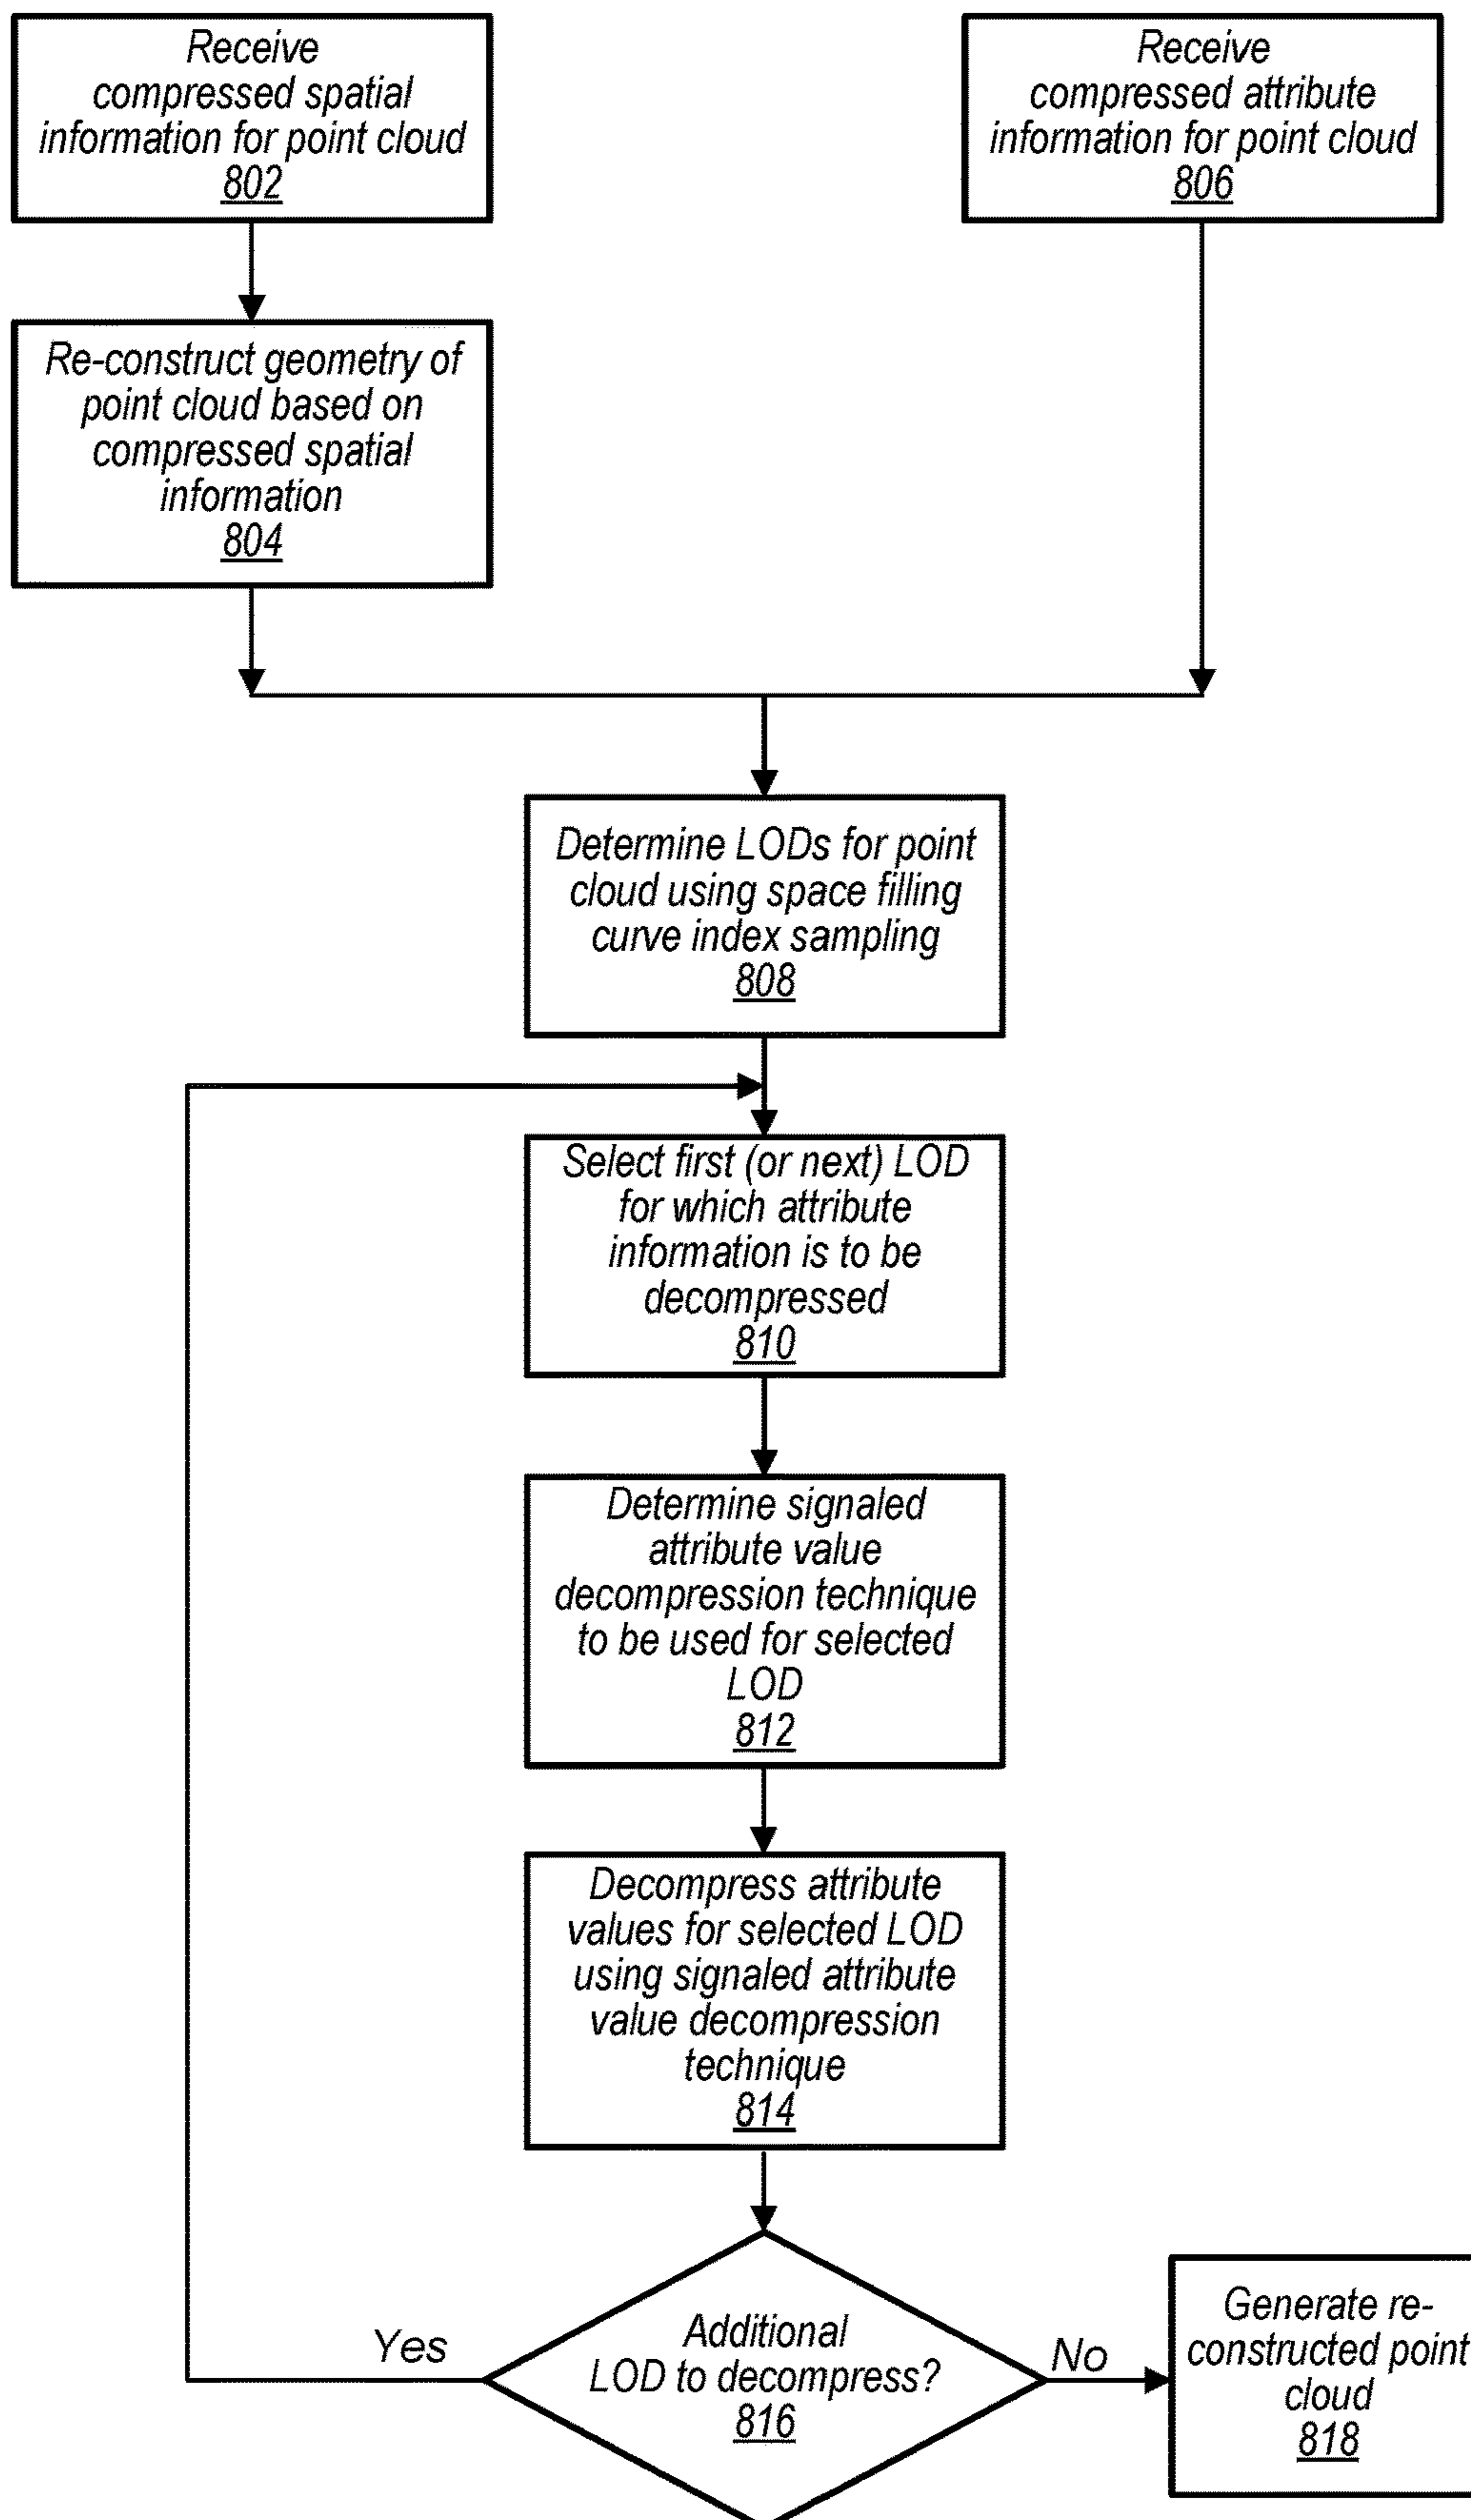 Receive
compressed spatial
information for point cloud
802
Receive
compressed attribute
information for point cloud
806
Re-construct geometry of
point cloud based on
compressed spatial
information
804
Determine LODs for point
cloud using space filling
curve index sampling
808
Select first (or next) LOD
for which attribute
information is to be
decompressed
810
Determine signaled
attribute value
decompression technique
to be used for selected
LOD
812
Decompress attribute
values for selected LOD
using signaled attribute
value decompression
technique
814
Yes
Additional
LOD to decompress?
816
No
Generate re-
constructed point
cloud
818